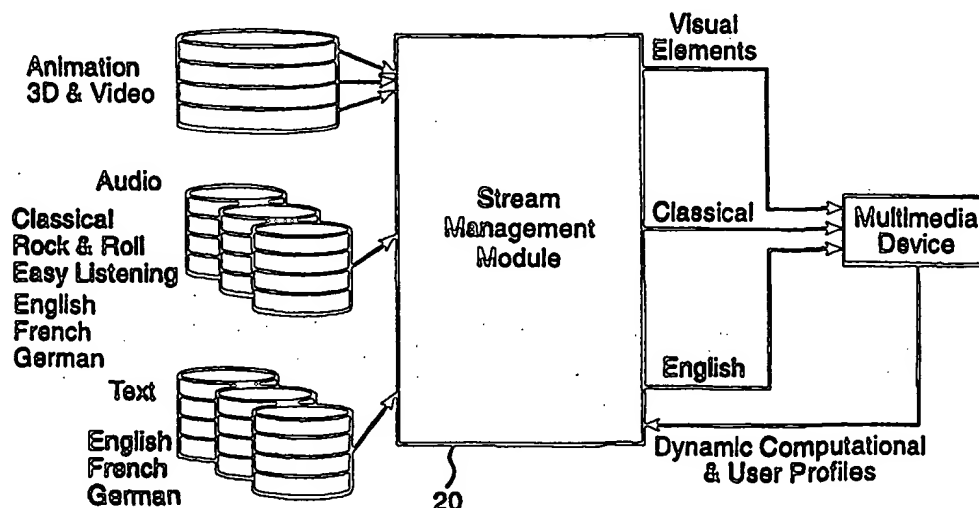 Animation
3D & Video
Audio
Classical
Rock & Roll
Easy Listening
English
French
German
Text
English
French
German
Stream
Management
Module
20
Visual
Elements
Classical
English
Multimedia
Device
Dynamic Computational
& User Profiles